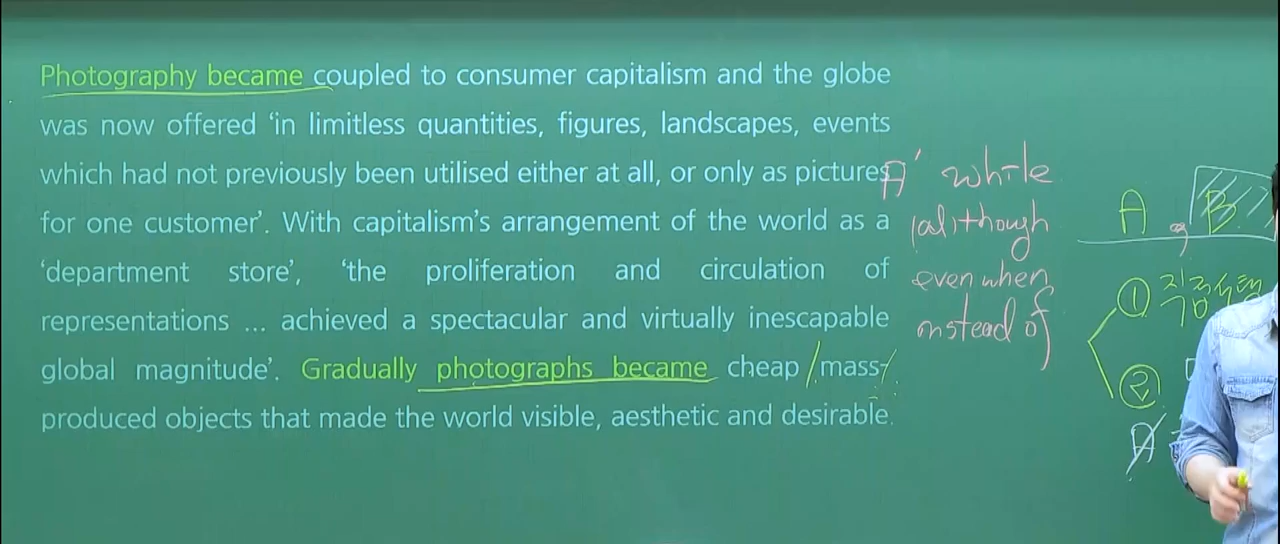 Photography became coupled to consumer capitalism and the globe
was now offered ‘in limitless quantities, figures, landscapes, events
which had not previously been utilised either at all, or only as pictures
for one customer’. With capitalism’s arrangement of the world as a
‘department store’, ‘the proliferation and circulation of
representations ... achieved a spectacular and virtually inescapable
global magnitude’. Gradually photographs became cheap / mass-/
produced objects that made the world visible, aesthetic and desirable.
A' while
(al)though
even when
instead of
A, B
①
②
A